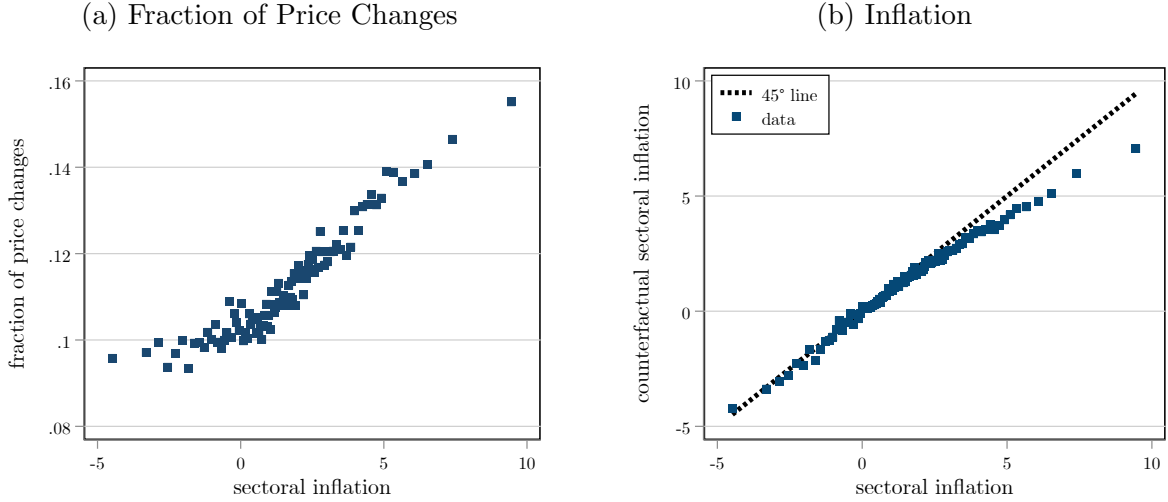 (a) Fraction of Price Changes
fraction of price changes
.16
.14
.12
.1
.08
-5
0
5
10
sectoral inflation
(b) Inflation
counterfactual sectoral inflation
10
5
0
-5
45° line
data
-5
0
5
10
sectoral inflation